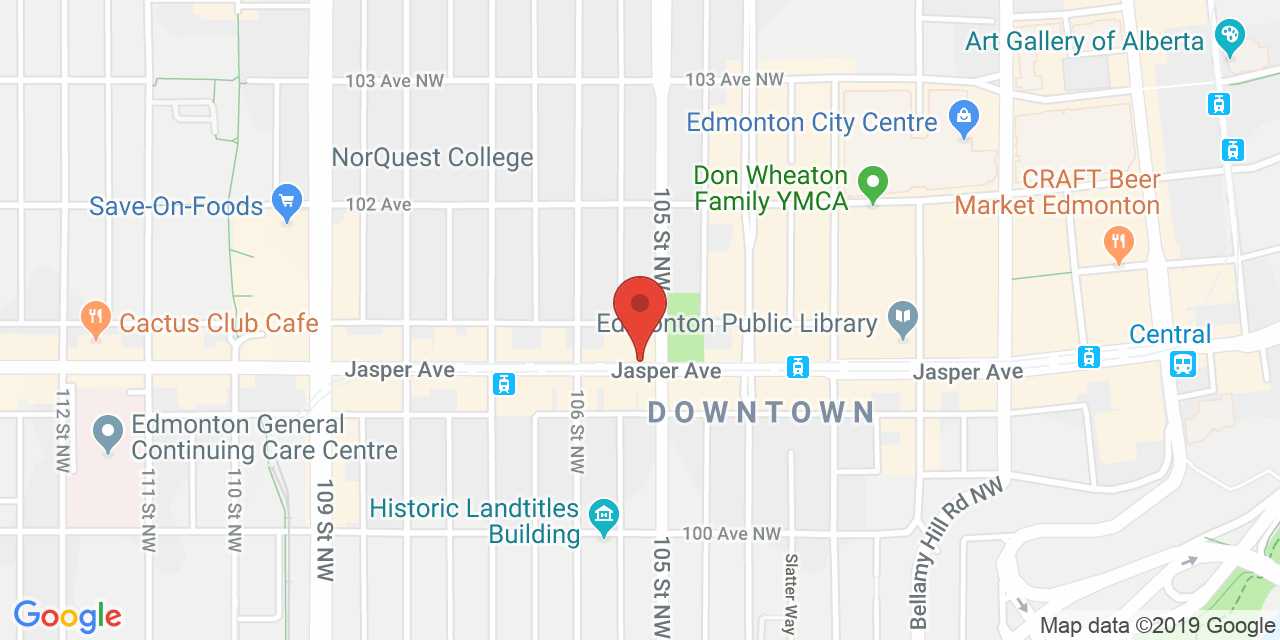 Art Gallery of Alberta
103 Ave NW
103 Ave NW
Edmonton City Centre
NorQuest College
Don Wheaton
Family YMCA
CRAFT Beer
Market Edmonton
Save-On-Foods
102 Ave
105 St NW
Cactus Club Cafe
Edmonton Public Library
Central
Jasper Ave
Jasper Ave
Jasper Ave
DOWNTOWN
112 St NW
Edmonton General
Continuing Care Centre
106 St NW
111 St NW
110 St NW
109 St NW
Historic Landtitles
Building
100 Ave NW
Bellamy Hill Rd NW
105 St NW
Slatter Way
Google
Map data ©2019 Google